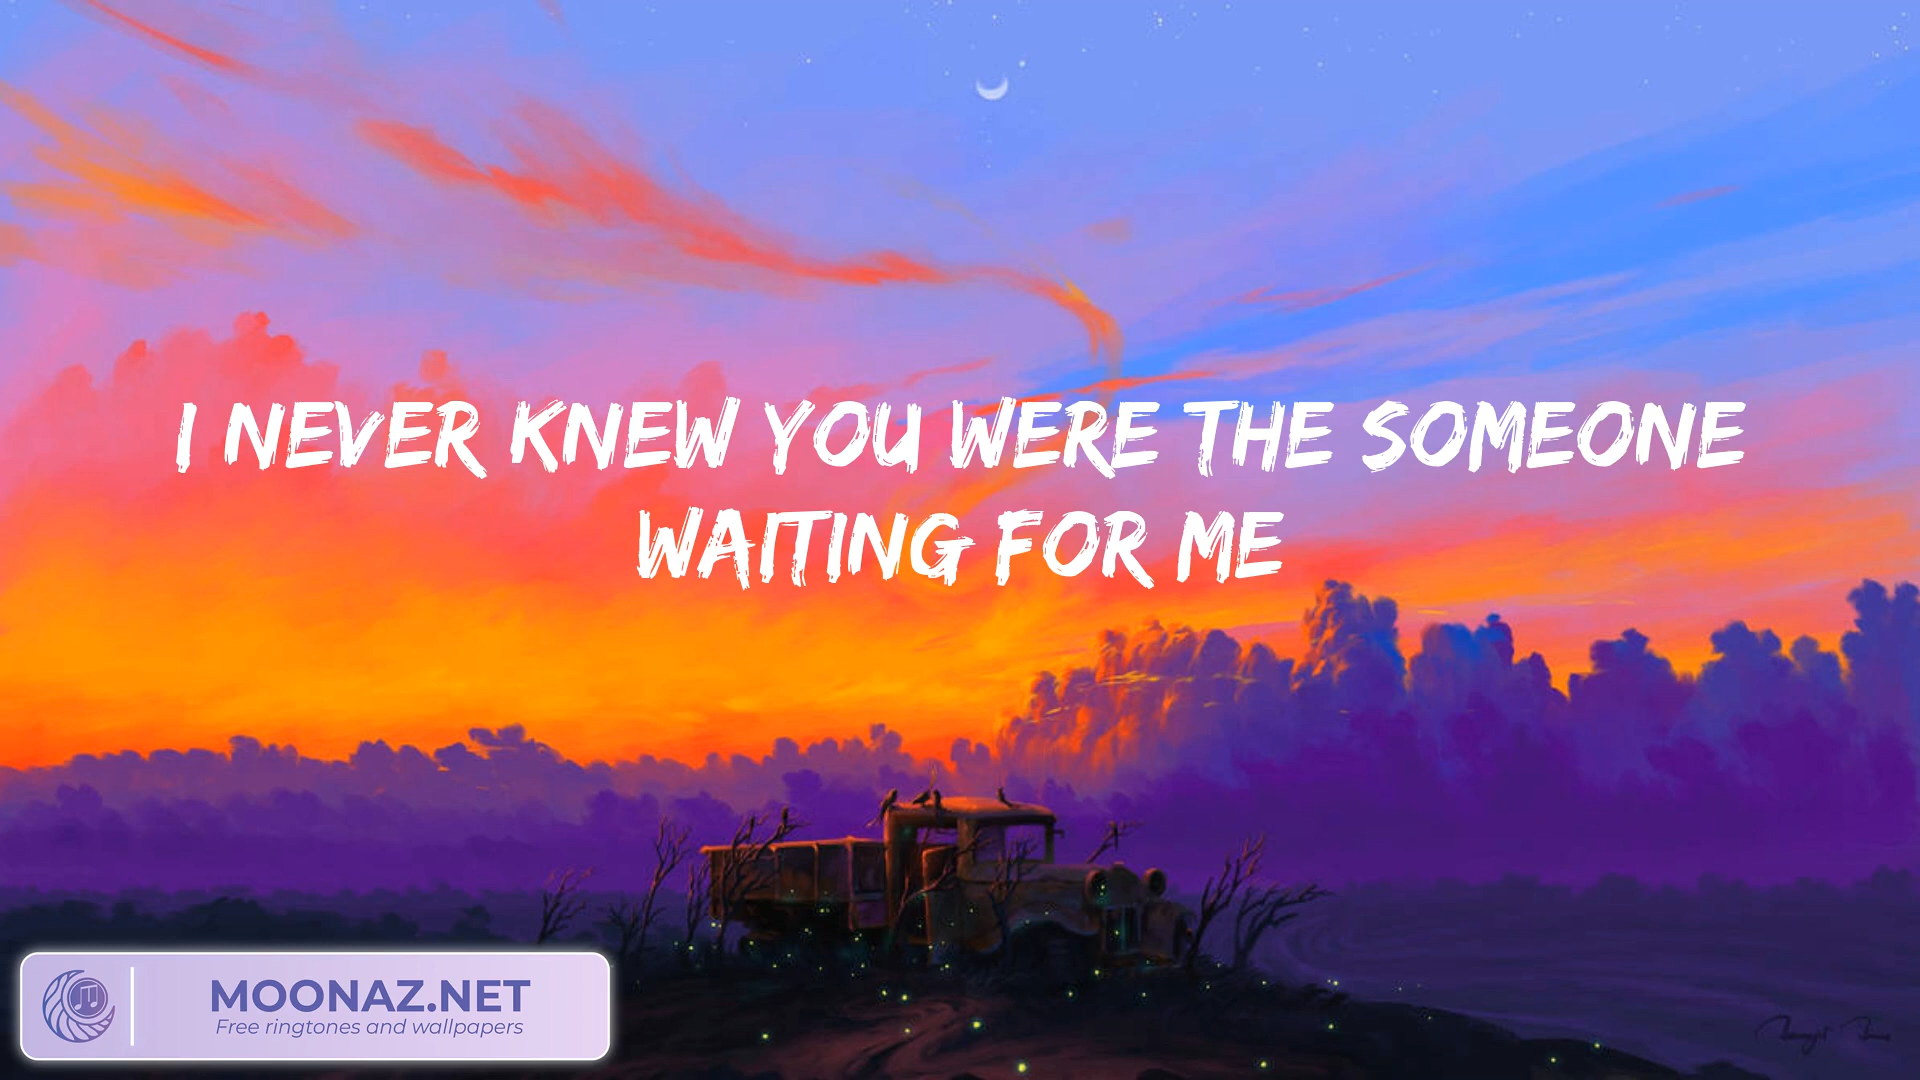 I NEVER KNEW YOU WERE THE SOMEONE
WAITING FOR ME
MOONAZ.NET
Free ringtones and wallpapers